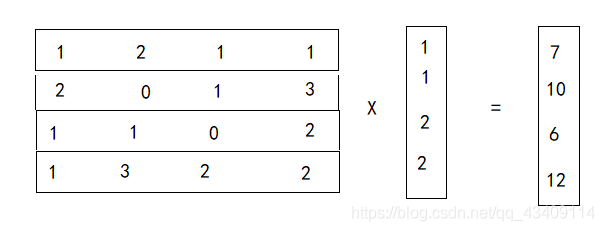 1 2 1 1 1 7
2 0 1 3 X 1 = 10
1 1 0 2 2 6
1 3 2 2 2 12
https://blog.csdn.net/qq_43409114